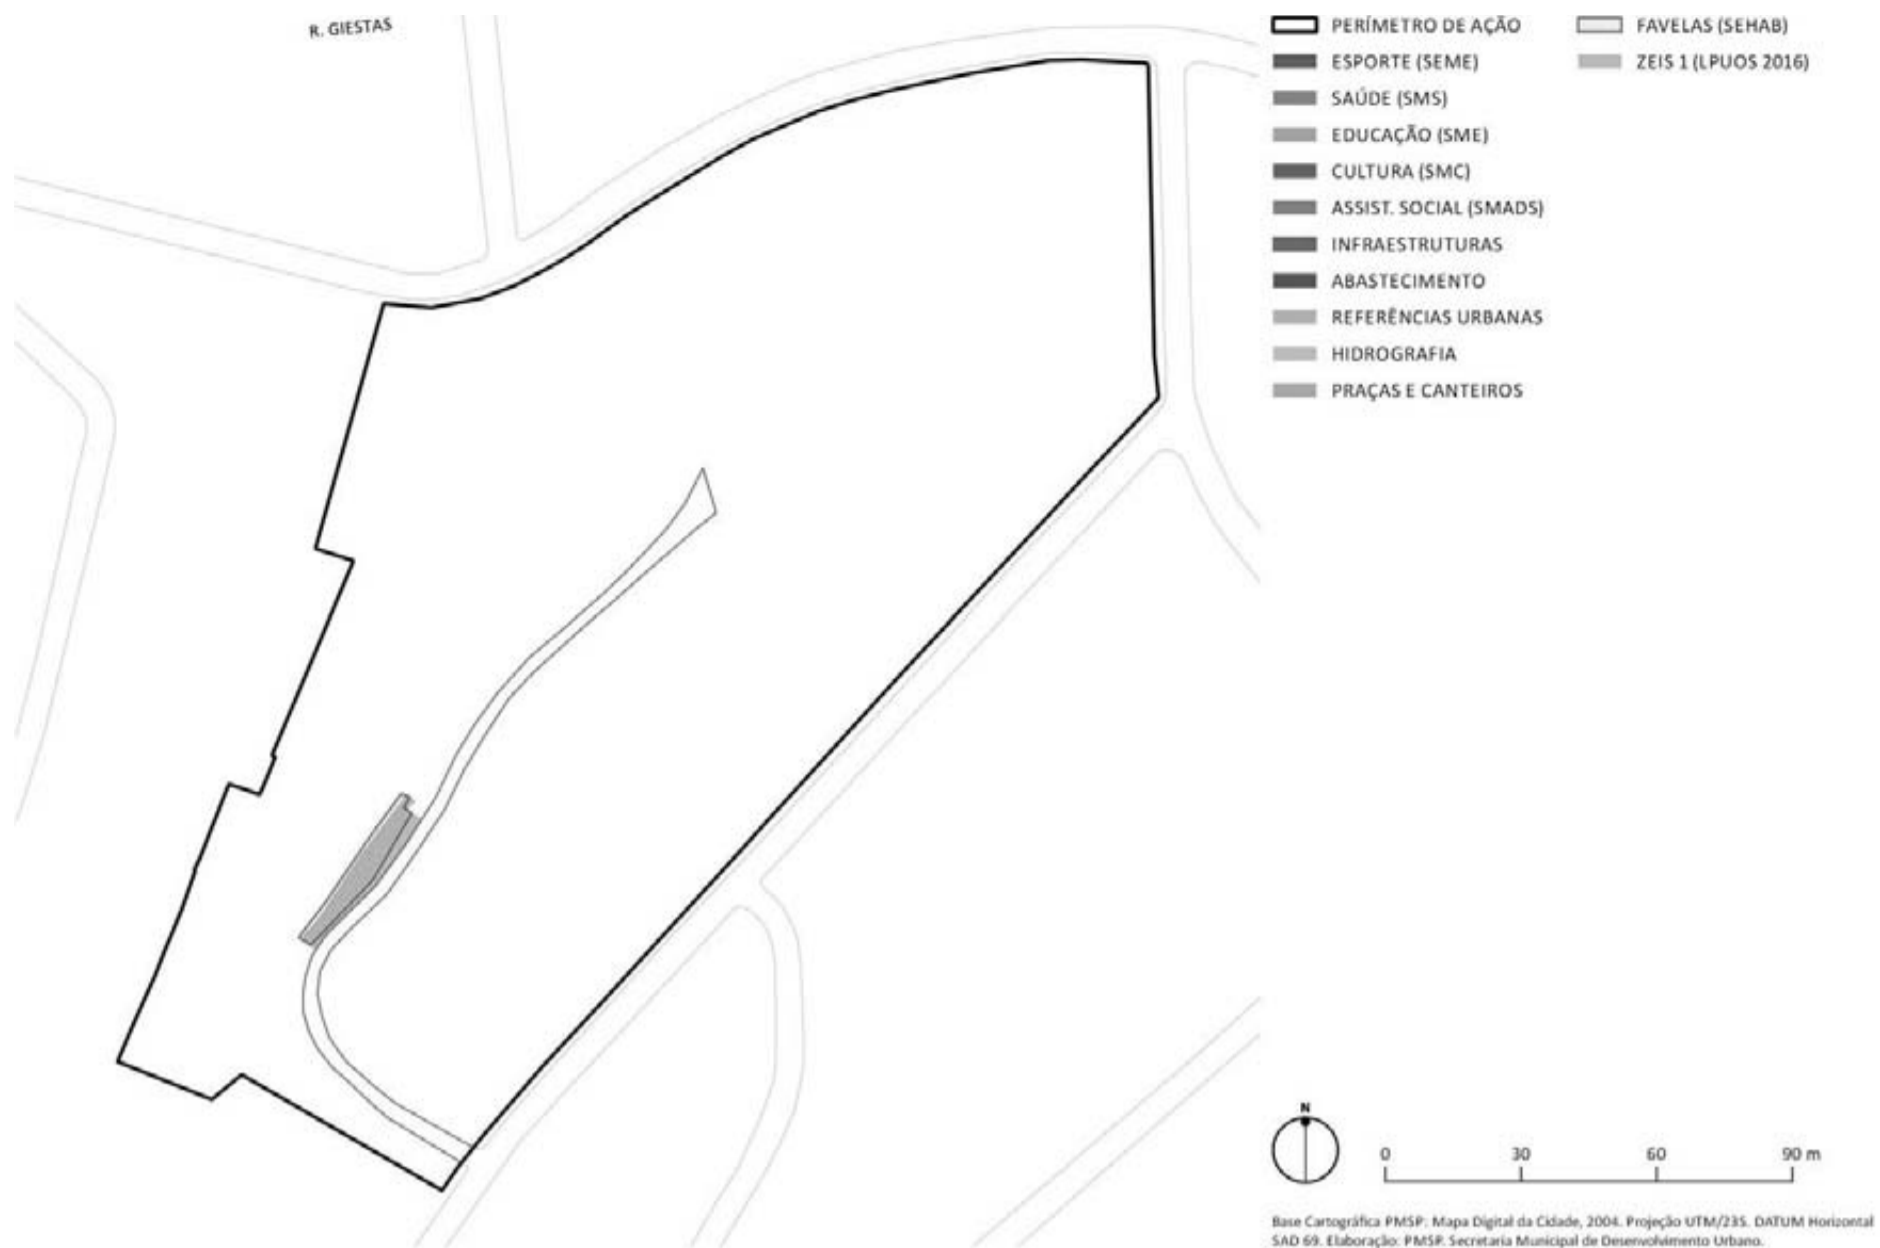 R. GIESTAS
PERÍMETRO DE AÇÃO
ESPORTE (SEME)
SAÚDE (SMS)
EDUCAÇÃO (SME)
CULTURA (SMC)
ASSIST. SOCIAL (SMADS)
INFRAESTRUTURAS
ABASTECIMENTO
REFERÊNCIAS URBANAS
HIDROGRAFIA
PRAÇAS E CANTEIROS
FAVELAS (SEHAB)
ZEIS 1 (LPUOS 2016)
N
0 30 60 90 m
Base Cartográfica PMSP: Mapa Digital da Cidade, 2004. Projeção UTM/23S. DATUM Horizontal
SAD 69. Elaboração: PMSP. Secretaria Municipal de Desenvolvimento Urbano.